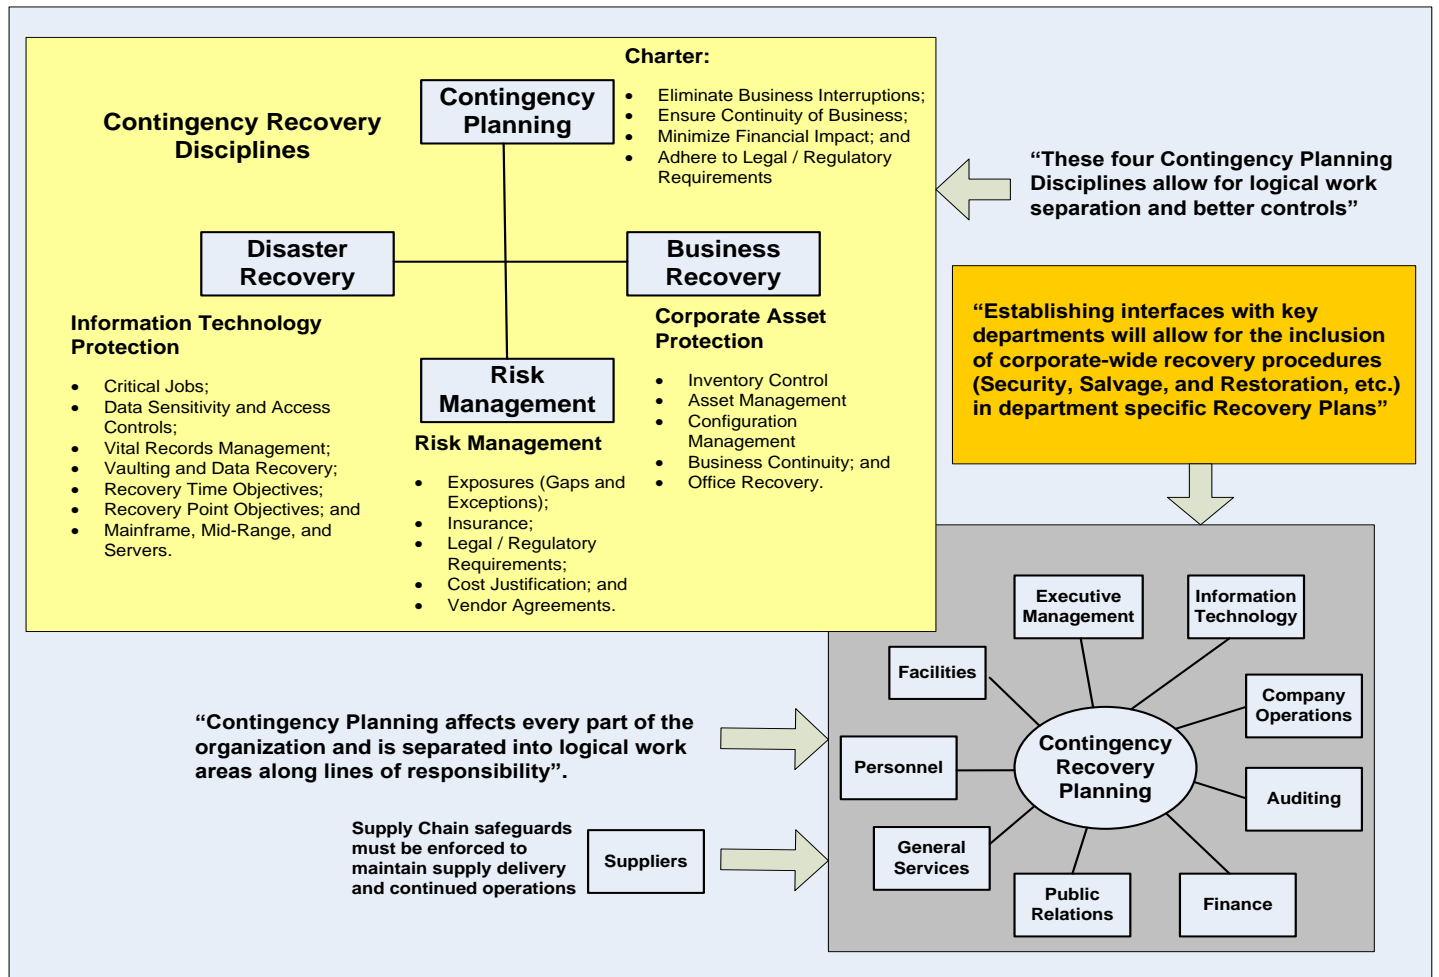 Contingency Recovery
Disciplines
Contingency
Planning
Charter:
• Eliminate Business Interruptions;
• Ensure Continuity of Business;
• Minimize Financial Impact; and
• Adhere to Legal / Regulatory
Requirements
“These four Contingency Planning
Disciplines allow for logical work
separation and better controls”
Disaster
Recovery
Business
Recovery
Information Technology
Protection
• Critical Jobs;
• Data Sensitivity and Access
Controls;
• Vital Records Management;
• Vaulting and Data Recovery;
• Recovery Time Objectives;
• Recovery Point Objectives; and
• Mainframe, Mid-Range, and
Servers.
Risk
Management
Risk Management
• Exposures (Gaps and
Exceptions);
• Insurance;
• Legal / Regulatory
Requirements;
• Cost Justification; and
• Vendor Agreements.
Corporate Asset
Protection
• Inventory Control
• Asset Management
• Configuration
Management
• Business Continuity; and
• Office Recovery.
“Establishing interfaces with key
departments will allow for the inclusion
of corporate-wide recovery procedures
(Security, Salvage, and Restoration, etc.)
in department specific Recovery Plans”
“Contingency Planning affects every part of the
organization and is separated into logical work
areas along lines of responsibility”.
Supply Chain safeguards
must be enforced to
maintain supply delivery
and continued operations
Suppliers
Executive
Management
Information
Technology
Facilities
Company
Operations
Contingency
Recovery
Planning
Personnel
Auditing
General
Services
Public
Relations
Finance